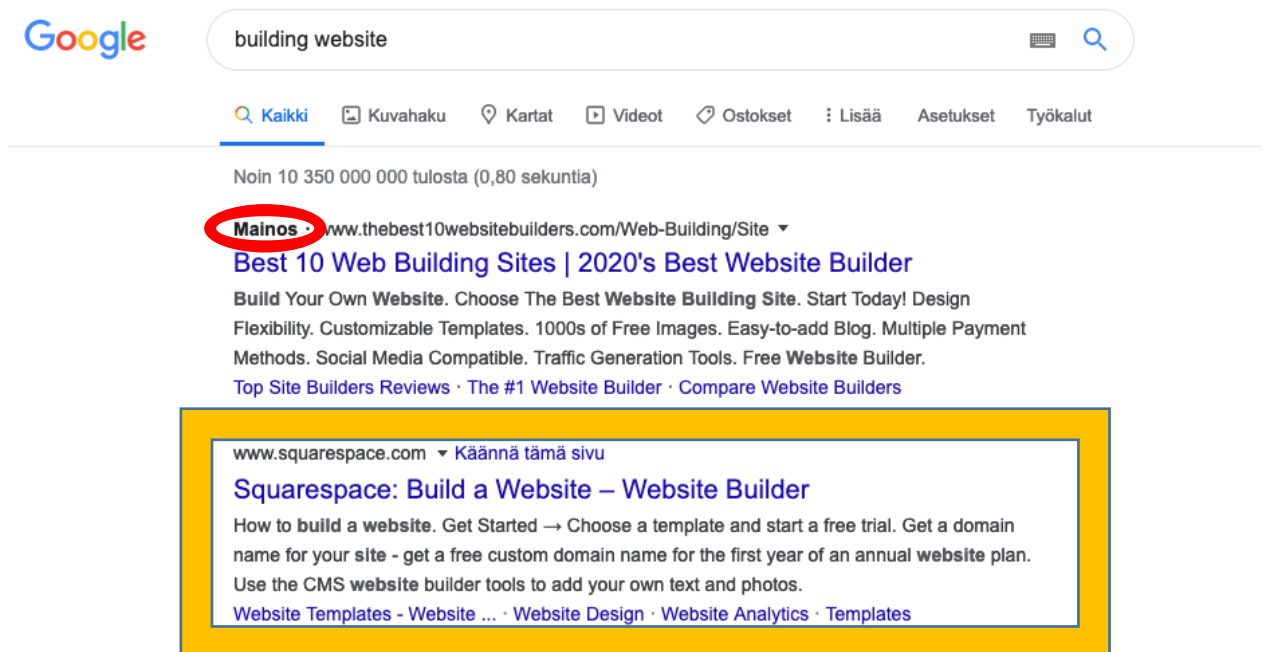 Google
building website
Kaikki Kuvahaku Kartat Videot Ostokset Lisää Asetukset Työkalut
Noin 10 350 000 000 tulosta (0,80 sekuntia)
Mainos · www.thebest10websitebuilders.com/Web-Building/Site
Best 10 Web Building Sites | 2020's Best Website Builder
Build Your Own Website. Choose The Best Website Building Site. Start Today! Design
Flexibility. Customizable Templates. 1000s of Free Images. Easy-to-add Blog. Multiple Payment
Methods. Social Media Compatible. Traffic Generation Tools. Free Website Builder.
Top Site Builders Reviews · The #1 Website Builder · Compare Website Builders
www.squarespace.com Käännä tämä sivu
Squarespace: Build a Website – Website Builder
How to build a website. Get Started → Choose a template and start a free trial. Get a domain
name for your site - get a free custom domain name for the first year of an annual website plan.
Use the CMS website builder tools to add your own text and photos.
Website Templates - Website ... · Website Design · Website Analytics · Templates